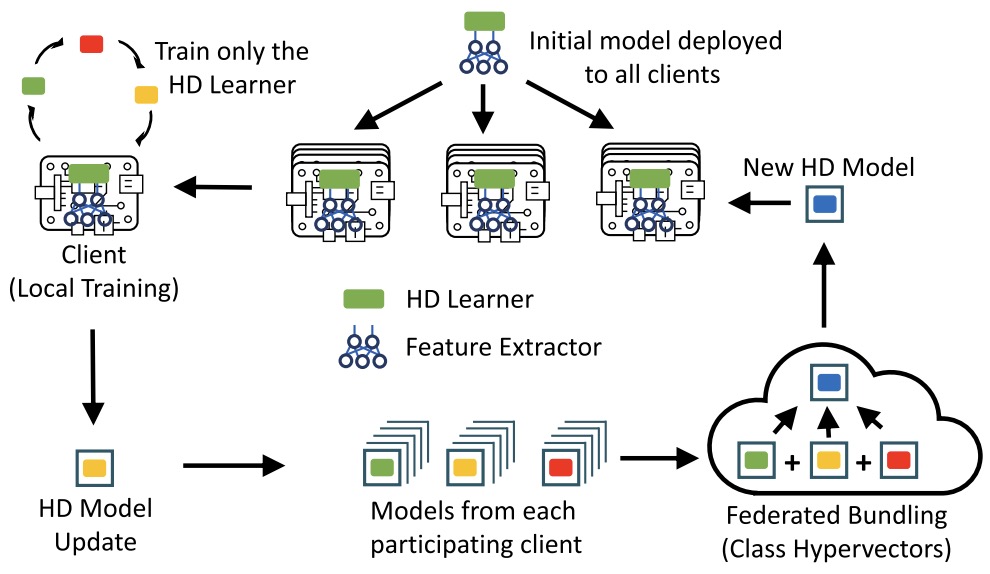 Initial model deployed
to all clients
Train only the
HD Learner
New HD Model
Client
(Local Training)
HD Learner
Feature Extractor
+ +
HD Model
Update
Models from each
participating client
Federated Bundling
(Class Hypervectors)